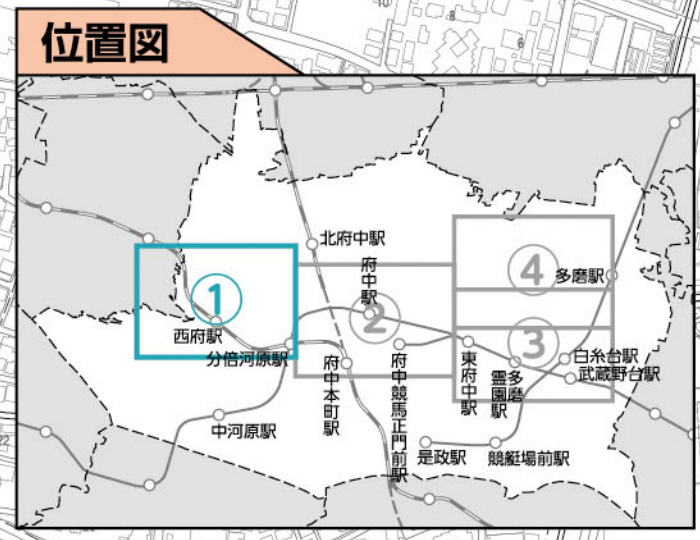 位置図
北府中駅
府中駅
④
多磨駅
①
②
西府駅
③
分倍河原駅
白糸台駅
武蔵野台駅
府中本町駅
府中競馬正門前駅
東府中駅
多磨
霊園駅
中河原駅
是政駅
競艇場前駅